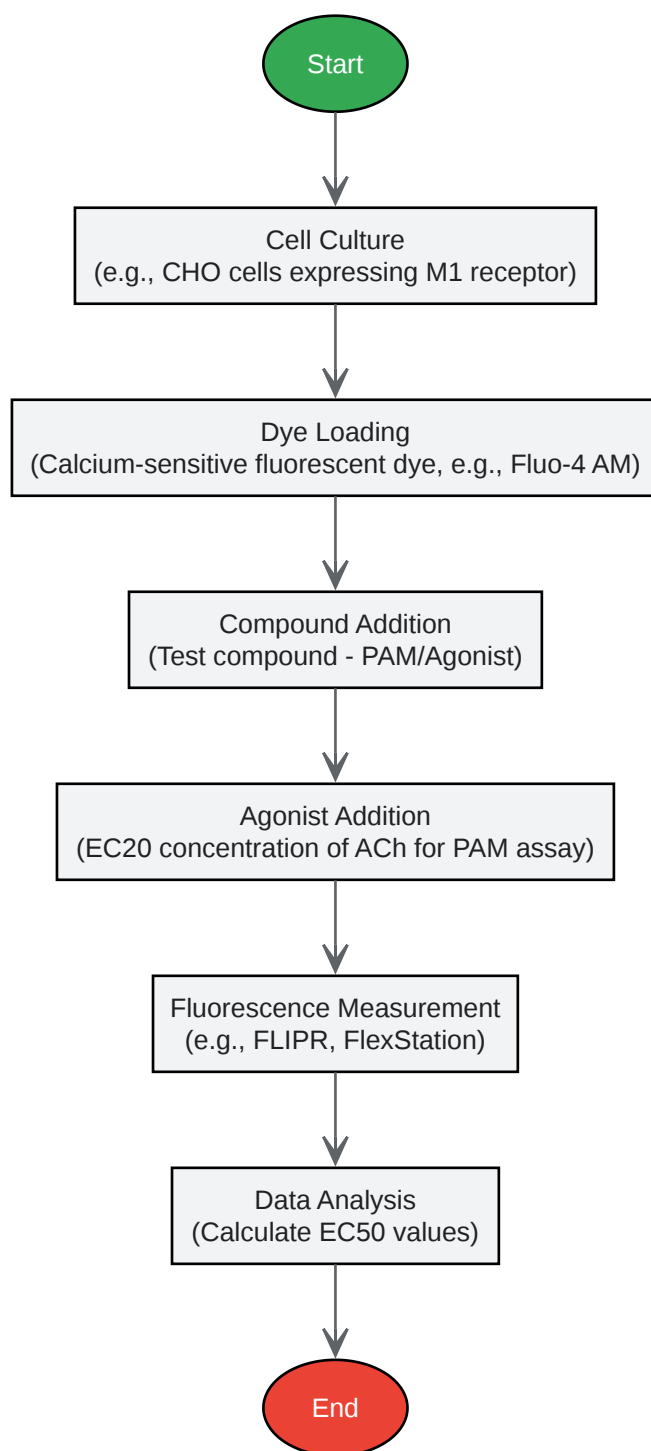 Start
Cell Culture
(e.g., CHO cells expressing M1 receptor)
Dye Loading
(Calcium-sensitive fluorescent dye, e.g., Fluo-4 AM)
Compound Addition
(Test compound - PAM/Agonist)
Agonist Addition
(EC20 concentration of ACh for PAM assay)
Fluorescence Measurement
(e.g., FLIPR, FlexStation)
Data Analysis
(Calculate EC50 values)
End